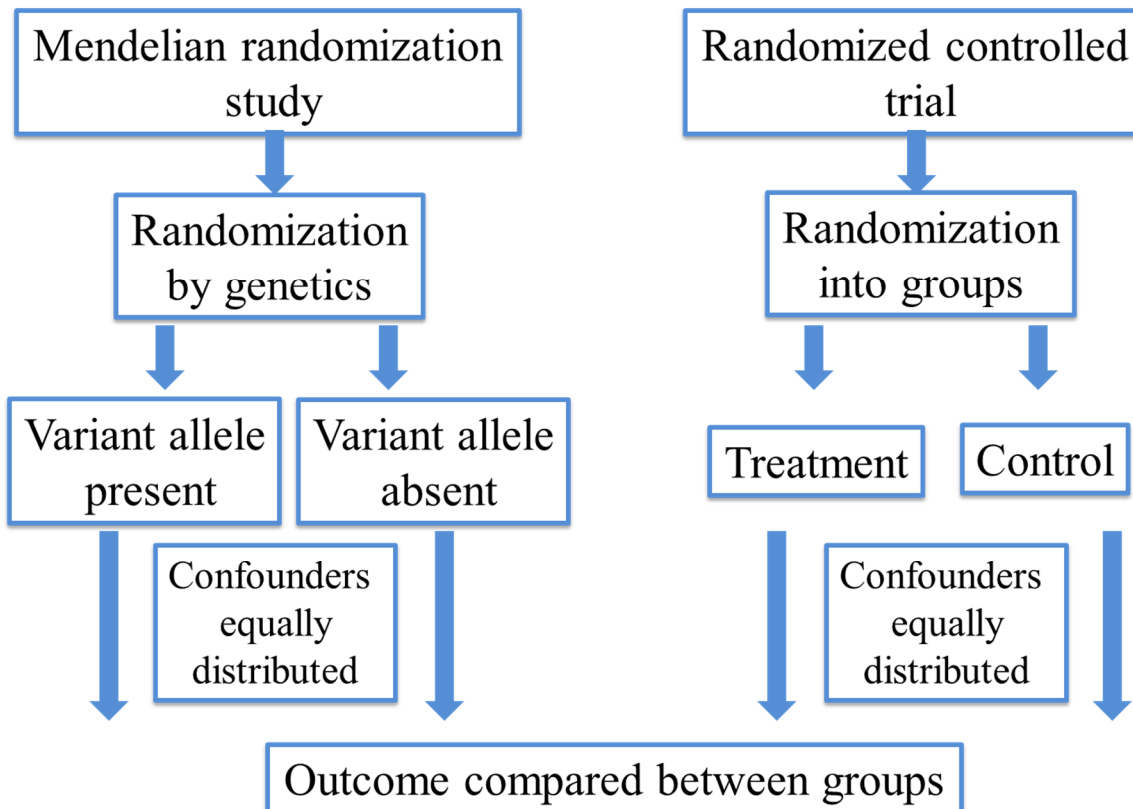 Mendelian randomization
study
Randomized controlled
trial
Randomization
by genetics
Randomization
into groups
Variant allele
present
Variant allele
absent
Treatment
Control
Confounders
equally
distributed
Confounders
equally
distributed
Outcome compared between groups